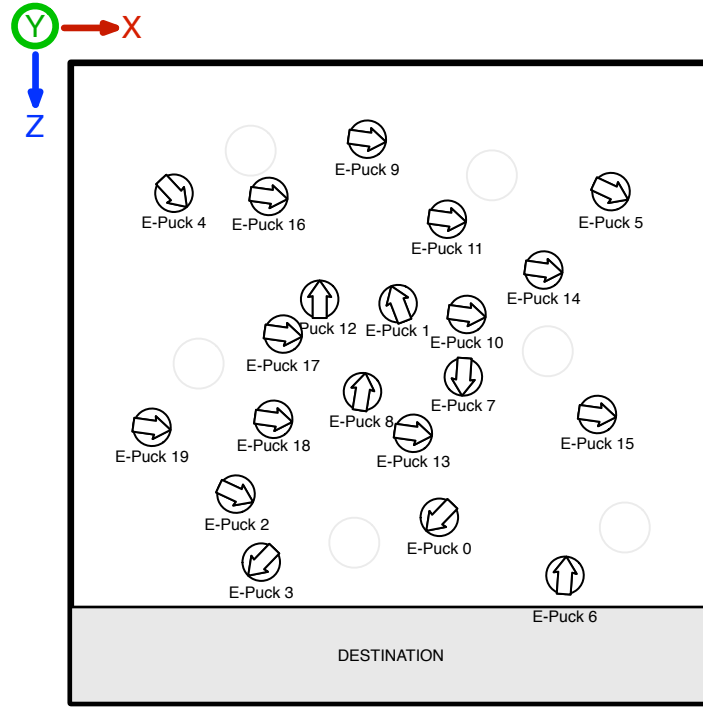 Y X
Z
E-Puck 9
E-Puck 4
E-Puck 16
E-Puck 5
E-Puck 11
E-Puck 14
Puck 12
E-Puck 1
E-Puck 10
E-Puck 17
E-Puck 7
E-Puck 8
E-Puck 15
E-Puck 18
E-Puck 13
E-Puck 19
E-Puck 2
E-Puck 0
E-Puck 3
E-Puck 6
DESTINATION